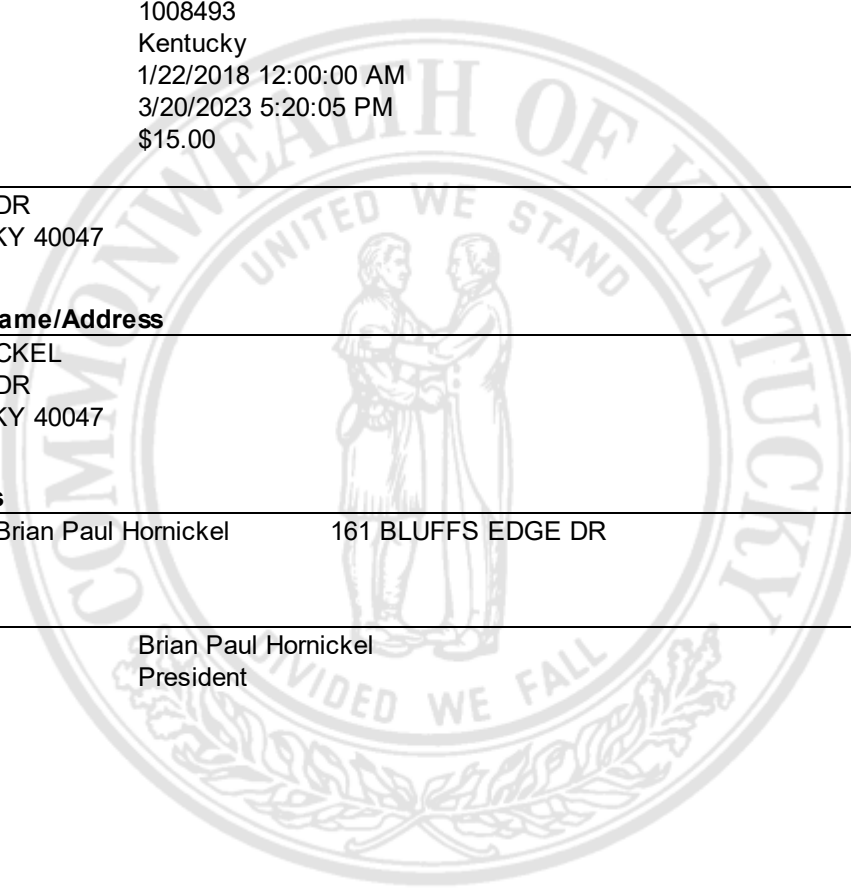 1008493
Kentucky
1/22/2018 12:00:00 AM
3/20/2023 5:20:05 PM
$15.00
DR
KY 40047
ame/Address
CKEL
DR
KY 40047
s
Brian Paul Hornickel 161 BLUFFS EDGE DR
Brian Paul Hornickel
President
COMMONWEALTH OF KENTUCKY
UNITED WE STAND
DIVIDED WE FALL